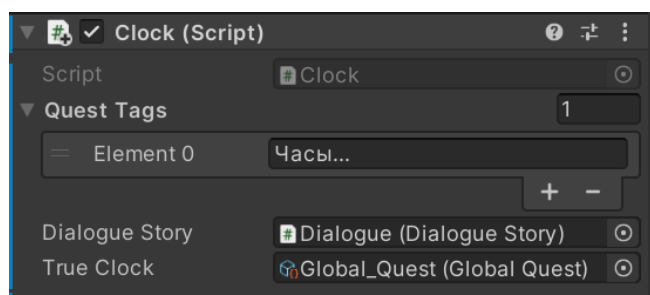 Clock (Script)
Script Clock
Quest Tags 1
Element 0 Часы...
+ -
Dialogue Story Dialogue (Dialogue Story)
True Clock Global_Quest (Global Quest)